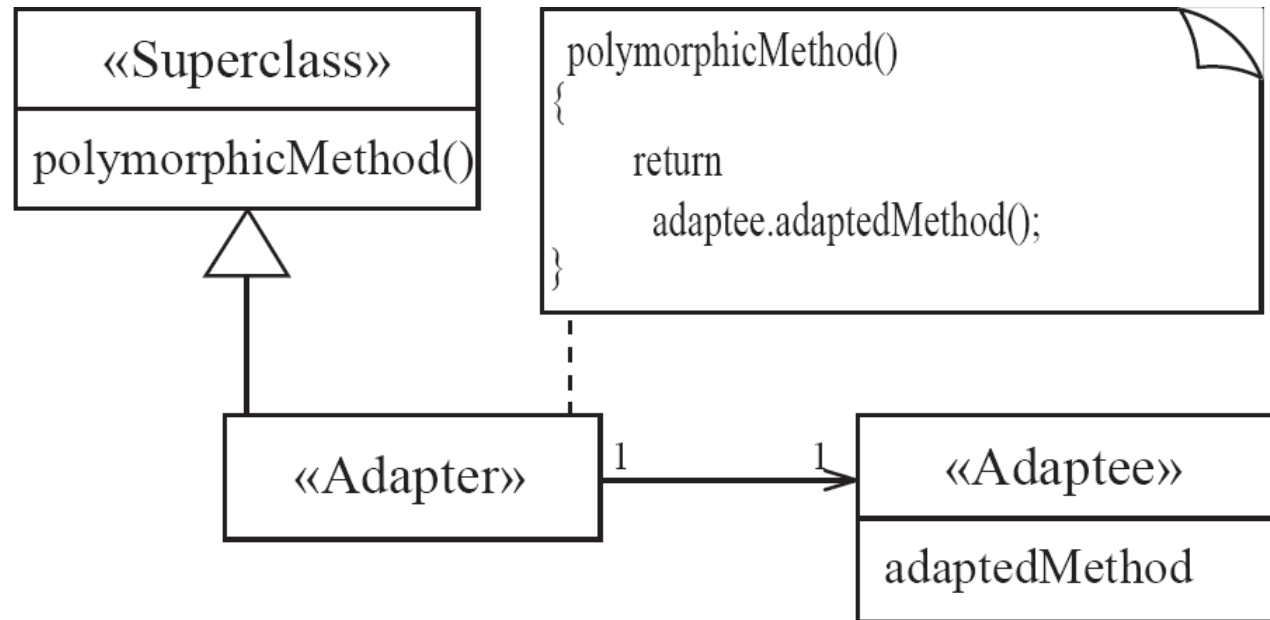 «Superclass»
polymorphicMethod()
polymorphicMethod()
{
return
adaptee.adaptedMethod();
}
«Adapter»
1
1
«Adaptee»
adaptedMethod